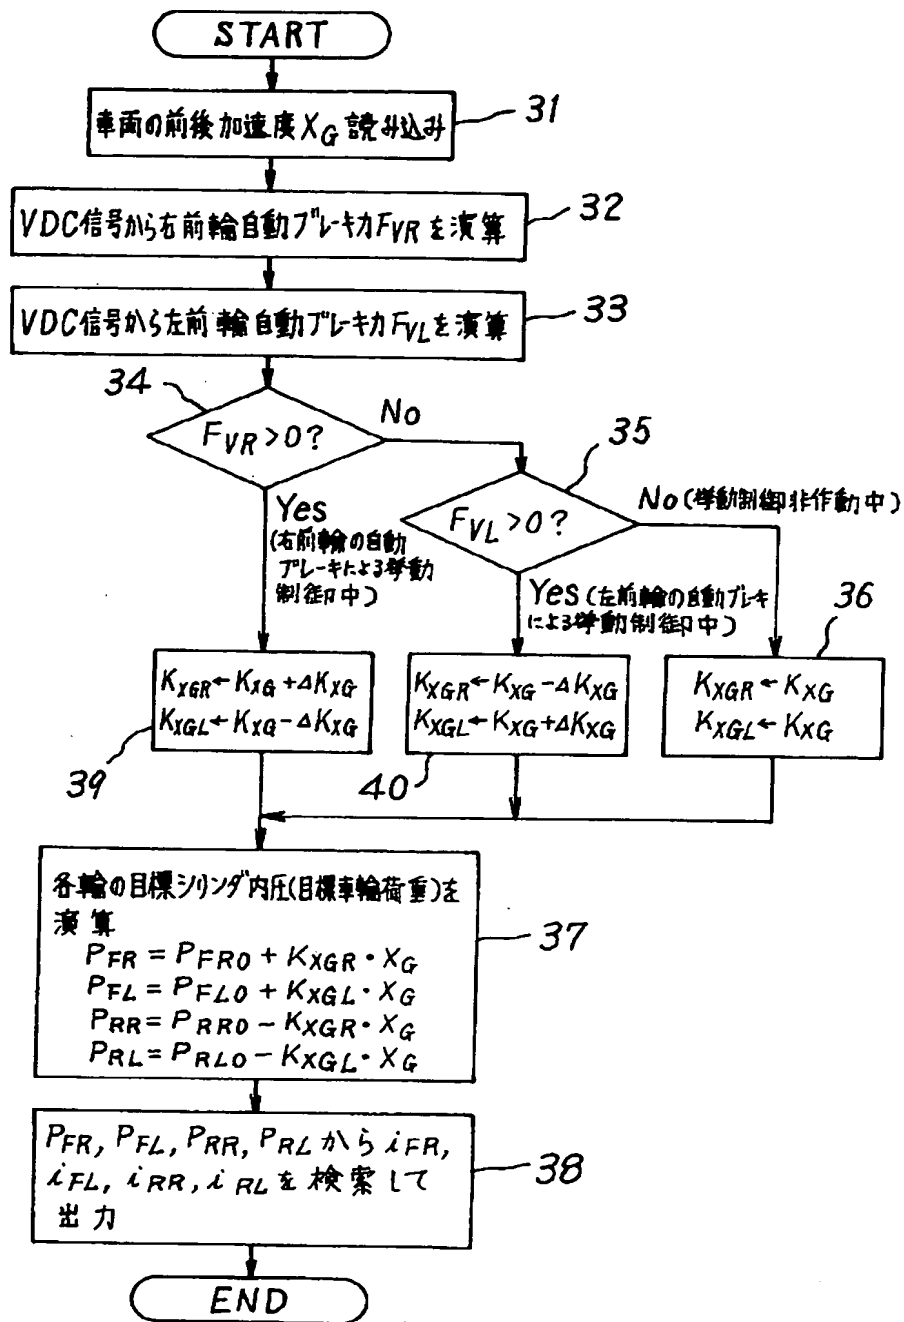 START
車両の前後加速度XG読み込み
31
VDC信号から右前輪自動ブレーキ力FVRを演算
32
VDC信号から左前輪自動ブレーキ力FVLを演算
33
34
FVR>0?
No
35
FVL>0?
No(挙動制御非作動中)
Yes
(右前輪の自動
ブレーキによる挙動
制御中)
Yes(左前輪の自動ブレーキ
による挙動制御中)
36
KXGR←KXG+ΔKXG
KXGL←KXG-ΔKXG
39
KXGR←KXG-ΔKXG
KXGL←KXG+ΔKXG
40
KXGR←KXG
KXGL←KXG
各輪の目標シリンダ内圧(目標車輪荷重)を
演算
PFR=PFRO+KXGR・XG
PFL=PFLO+KXGL・XG
PRR=PRRO-KXGR・XG
PRL=PRLO-KXGL・XG
37
PFR,PFL,PRR,PRLからiFR,
iFL,iRR,iRLを検索して
出力
38
END